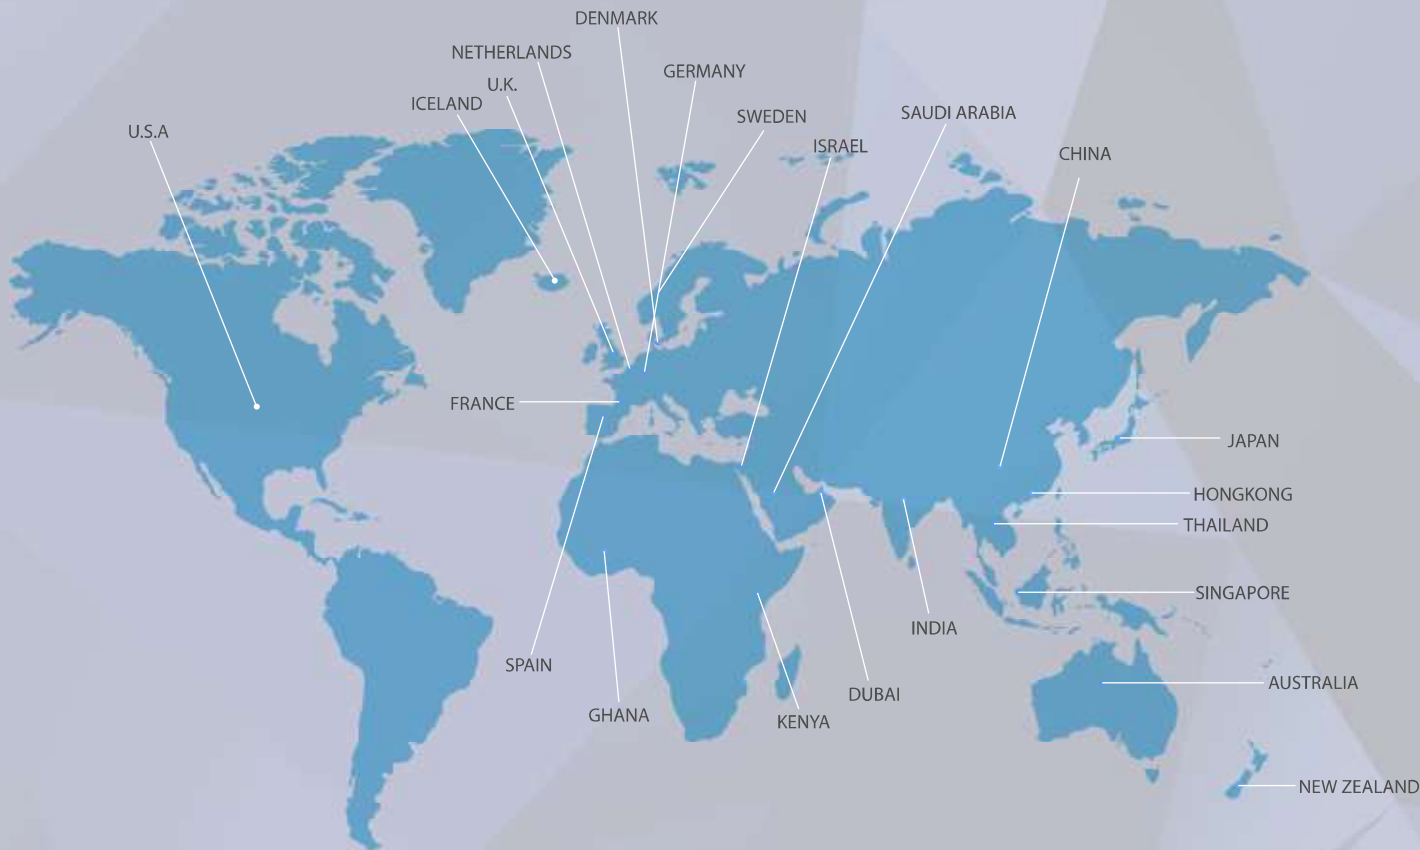 DENMARK
NETHERLANDS
GERMANY
U.K.
ICELAND
SWEDEN
SAUDI ARABIA
U.S.A
ISRAEL
CHINA
FRANCE
JAPAN
HONGKONG
THAILAND
SINGAPORE
INDIA
SPAIN
AUSTRALIA
DUBAI
GHANA
KENYA
NEW ZEALAND